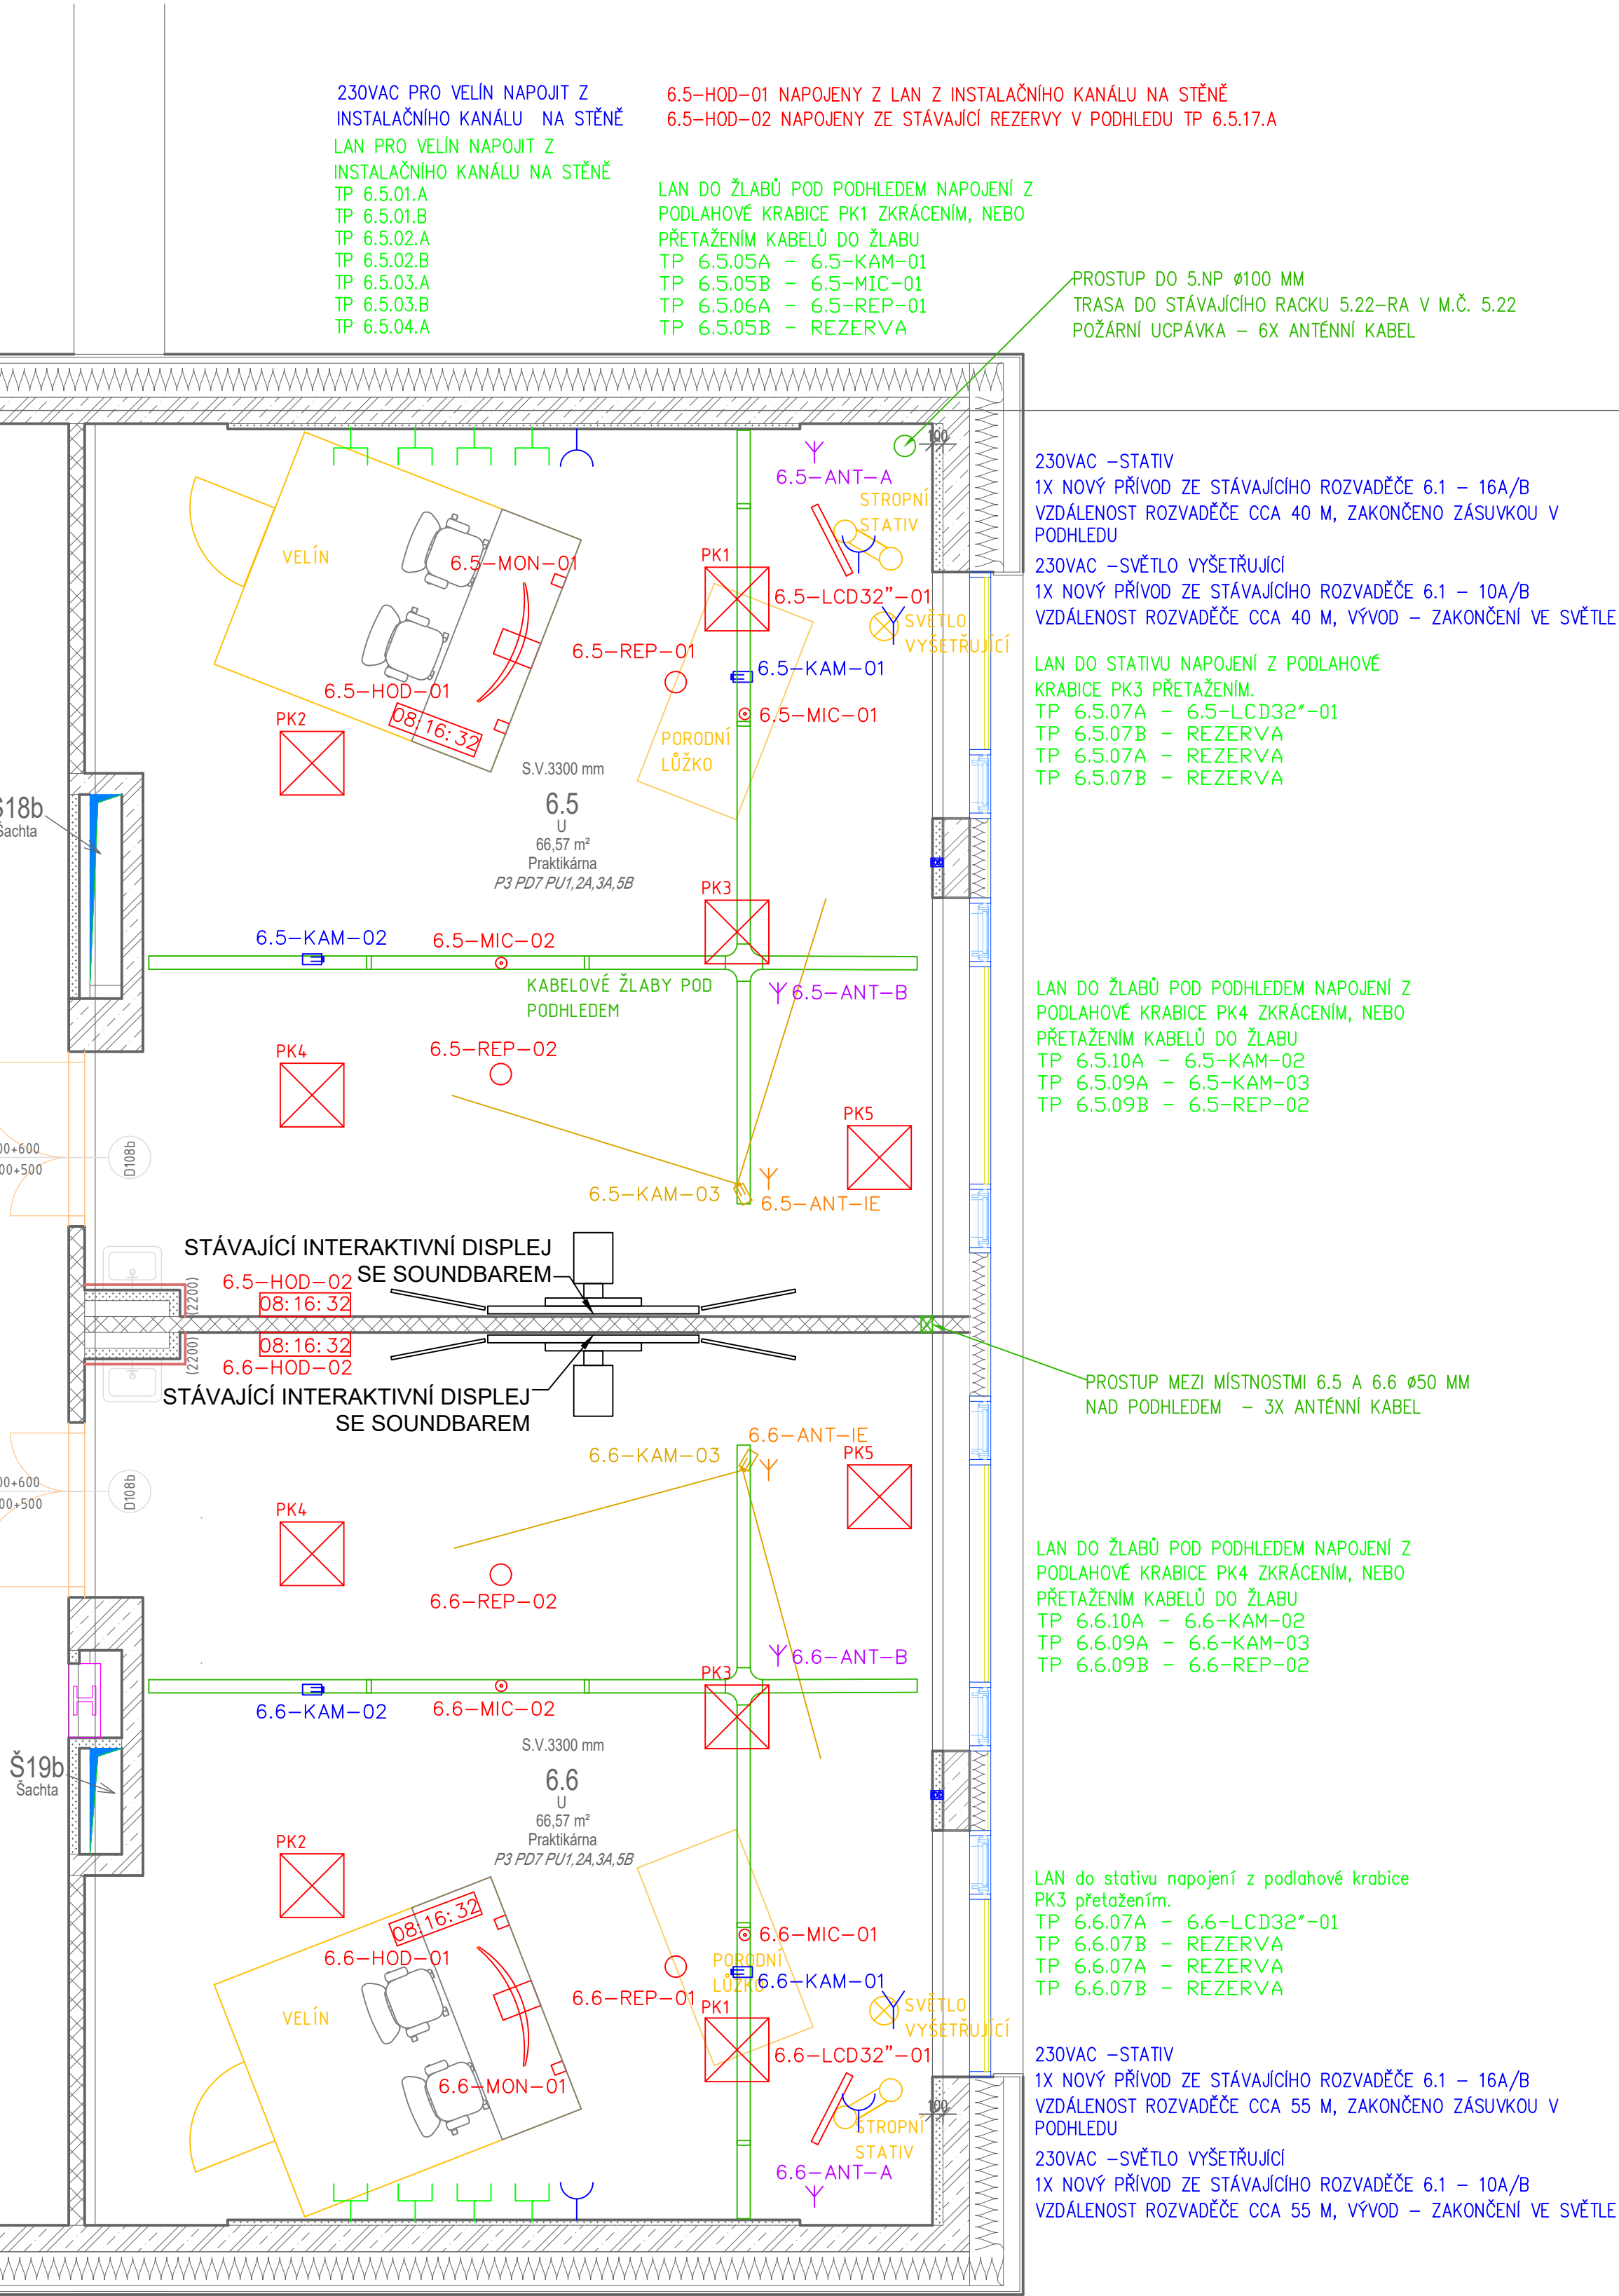 230VAC PRO VELÍN NAPOJIT Z
INSTALAČNÍHO KANÁLU NA STĚNĚ
LAN PRO VELÍN NAPOJIT Z
INSTALAČNÍHO KANÁLU NA STĚNĚ
TP 6.5.01.A
TP 6.5.01.B
TP 6.5.02.A
TP 6.5.02.B
TP 6.5.03.A
TP 6.5.03.B
TP 6.5.04.A
6.5-HOD-01 NAPOJENY Z LAN Z INSTALAČNÍHO KANÁLU NA STĚNĚ
6.5-HOD-02 NAPOJENY ZE STÁVAJÍCÍ REZERVY V PODHLEDU TP 6.5.17.A
LAN DO ŽLABŮ POD PODHLEDEM NAPOJENÍ Z
PODLAHOVÉ KRABICE PK1 ZKRÁCENÍM, NEBO
PŘETAŽENÍM KABELŮ DO ŽLABU
TP 6.5.05A - 6.5-KAM-01
TP 6.5.05B - 6.5-MIC-01
TP 6.5.06A - 6.5-REP-01
TP 6.5.05B - REZERVA
PROSTUP DO 5.NP ø100 MM
TRASA DO STÁVAJÍCÍHO RACKU 5.22-RA V M.Č. 5.22
POŽÁRNÍ UCPÁVKA - 6X ANTÉNNÍ KABEL
100
6.5-ANT-A
STROPNÍ
STATIV
VELÍN
6.5-MON-01
PK1
6.5-LCD32"-01
SVĚTLO
VYŠETŘUJÍCÍ
6.5-REP-01
6.5-KAM-01
6.5-HOD-01
08:16:32
6.5-MIC-01
PK2
PORODNÍ
LŮŽKO
S.V.3300 mm
6.5
U
66,57 m²
Praktikárna
P3 PD7 PU1,2A,3A,5B
Š18b
Šachta
PK3
6.5-KAM-02
6.5-MIC-02
KABELOVÉ ŽLABY POD
PODHLEDEM
6.5-ANT-B
PK4
6.5-REP-02
PK5
00+600
00+500
D108b
6.5-KAM-03
6.5-ANT-IE
STÁVAJÍCÍ INTERAKTIVNÍ DISPLEJ
SE SOUNDBAREM
6.5-HOD-02
08:16:32
(2200)
08:16:32
6.6-HOD-02
(2200)
STÁVAJÍCÍ INTERAKTIVNÍ DISPLEJ
SE SOUNDBAREM
6.6-ANT-IE
6.6-KAM-03
PK5
00+600
00+500
D108b
PK4
6.6-REP-02
6.6-ANT-B
PK3
6.6-KAM-02
6.6-MIC-02
H
S.V.3300 mm
6.6
U
66,57 m²
Praktikárna
P3 PD7 PU1,2A,3A,5B
Š19b
Šachta
PK2
08:16:32
6.6-HOD-01
6.6-MIC-01
PORODNÍ
LŮŽKO
6.6-KAM-01
6.6-REP-01
PK1
SVĚTLO
VYŠETŘUJÍCÍ
VELÍN
6.6-LCD32"-01
6.6-MON-01
100
STROPNÍ
STATIV
6.6-ANT-A
230VAC -STATIV
1X NOVÝ PŘÍVOD ZE STÁVAJÍCÍHO ROZVADĚČE 6.1 - 16A/B
VZDÁLENOST ROZVADĚČE CCA 40 M, ZAKONČENO ZÁSUVKOU V
PODHLEDU
230VAC -SVĚTLO VYŠETŘUJÍCÍ
1X NOVÝ PŘÍVOD ZE STÁVAJÍCÍHO ROZVADĚČE 6.1 - 10A/B
VZDÁLENOST ROZVADĚČE CCA 40 M, VÝVOD - ZAKONČENÍ VE SVĚTLE
LAN DO STATIVU NAPOJENÍ Z PODLAHOVÉ
KRABICE PK3 PŘETAŽENÍM.
TP 6.5.07A - 6.5-LCD32"-01
TP 6.5.07B - REZERVA
TP 6.5.07A - REZERVA
TP 6.5.07B - REZERVA
LAN DO ŽLABŮ POD PODHLEDEM NAPOJENÍ Z
PODLAHOVÉ KRABICE PK4 ZKRÁCENÍM, NEBO
PŘETAŽENÍM KABELŮ DO ŽLABU
TP 6.5.10A - 6.5-KAM-02
TP 6.5.09A - 6.5-KAM-03
TP 6.5.09B - 6.5-REP-02
PROSTUP MEZI MÍSTNOSTMI 6.5 A 6.6 ø50 MM
NAD PODHLEDEM - 3X ANTÉNNÍ KABEL
LAN DO ŽLABŮ POD PODHLEDEM NAPOJENÍ Z
PODLAHOVÉ KRABICE PK4 ZKRÁCENÍM, NEBO
PŘETAŽENÍM KABELŮ DO ŽLABU
TP 6.6.10A - 6.6-KAM-02
TP 6.6.09A - 6.6-KAM-03
TP 6.6.09B - 6.6-REP-02
LAN do stativu napojení z podlahové krabice
PK3 přetažením.
TP 6.6.07A - 6.6-LCD32"-01
TP 6.6.07B - REZERVA
TP 6.6.07A - REZERVA
TP 6.6.07B - REZERVA
230VAC -STATIV
1X NOVÝ PŘÍVOD ZE STÁVAJÍCÍHO ROZVADĚČE 6.1 - 16A/B
VZDÁLENOST ROZVADĚČE CCA 55 M, ZAKONČENO ZÁSUVKOU V
PODHLEDU
230VAC -SVĚTLO VYŠETŘUJÍCÍ
1X NOVÝ PŘÍVOD ZE STÁVAJÍCÍHO ROZVADĚČE 6.1 - 10A/B
VZDÁLENOST ROZVADĚČE CCA 55 M, VÝVOD - ZAKONČENÍ VE SVĚTLE